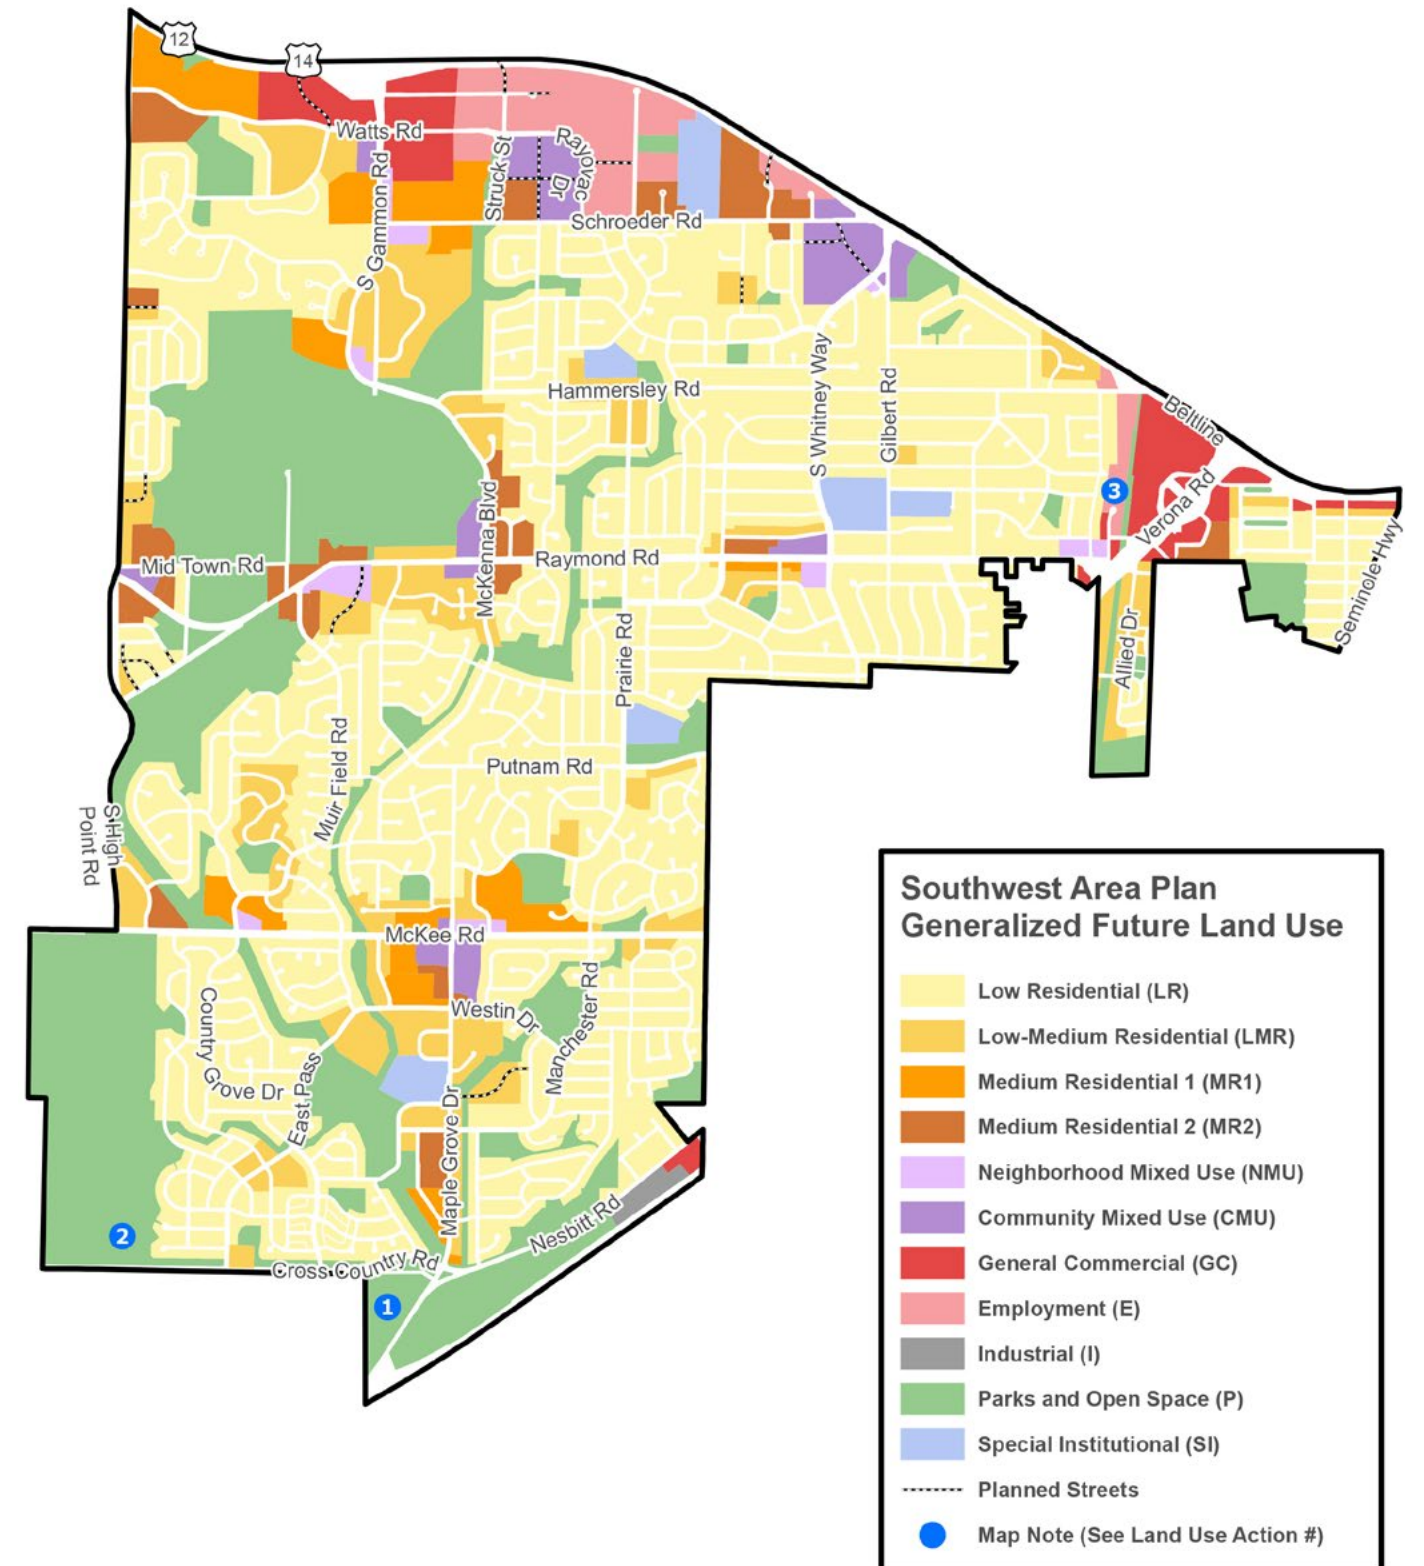 12
14
Watts Rd
Rayovac
Dr
Struck St
S Gammon Rd
Schroeder Rd
Hammersley Rd
S Whitney Way
Gilbert Rd
Beltline
3
Verona Rd
McKenna Blvd
Mid Town Rd
Raymond Rd
Seminole Hwy
Allied Dr
Prairie Rd
Muir Field Rd
Putnam Rd
S High
Point Rd
McKee Rd
Westin Dr
Manchester Rd
Country
Grove Dr
East Pass
Maple Grove Dr
2
Nesbitt Rd
Cross Country Rd
1
Southwest Area Plan
Generalized Future Land Use
Low Residential (LR)
Low-Medium Residential (LMR)
Medium Residential 1 (MR1)
Medium Residential 2 (MR2)
Neighborhood Mixed Use (NMU)
Community Mixed Use (CMU)
General Commercial (GC)
Employment (E)
Industrial (I)
Parks and Open Space (P)
Special Institutional (SI)
Planned Streets
Map Note (See Land Use Action #)